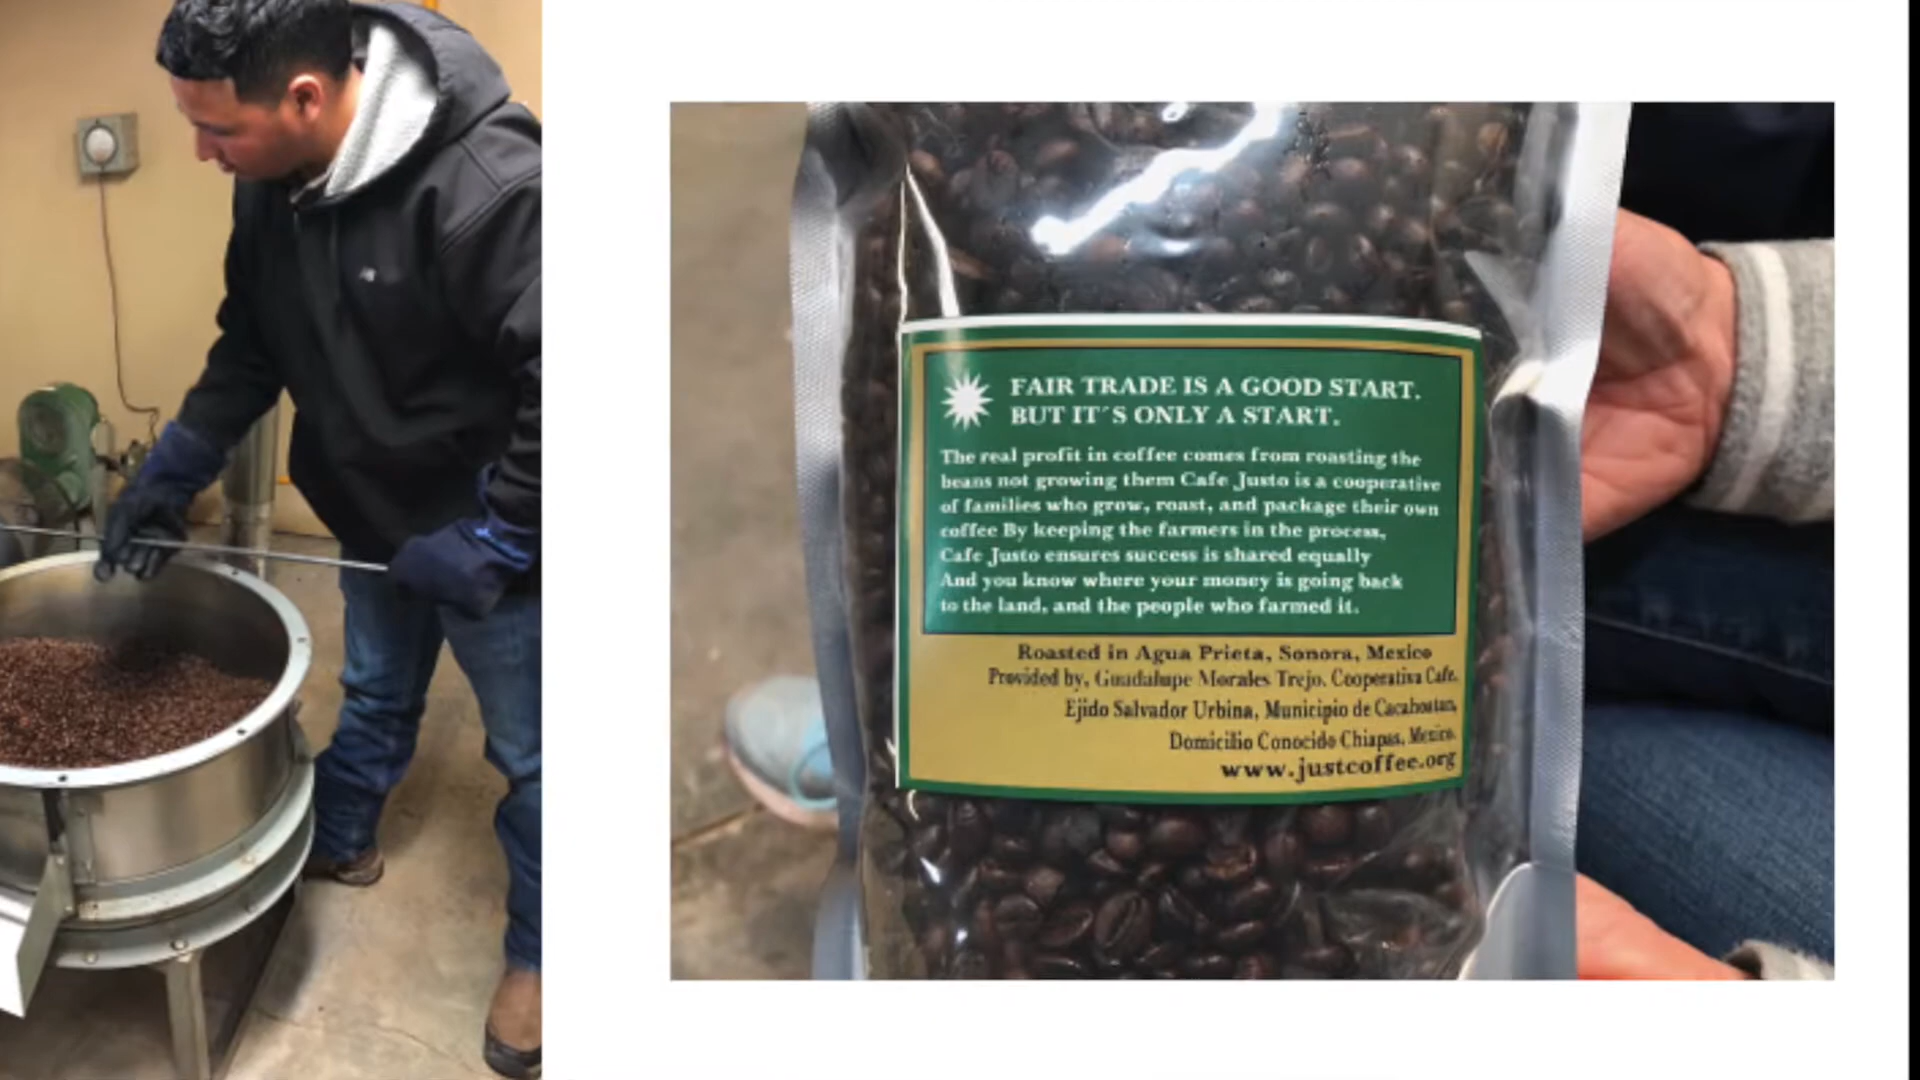 FAIR TRADE IS A GOOD START.
BUT IT´S ONLY A START.
The real profit in coffee comes from roasting the
beans not growing them Cafe Justo is a cooperative
of families who grow, roast, and package their own
coffee By keeping the farmers in the process,
Cafe Justo ensures success is shared equally
And you know where your money is going back
to the land, and the people who farmed it.
Roasted in Agua Prieta, Sonora, Mexico
Provided by, Guadalupe Morales Trejo. Cooperativa Cafe.
Ejido Salvador Urbina, Municipio de Cacahoatan,
Domicilio Conocido Chiapas, Mexico.
www.justcoffee.org